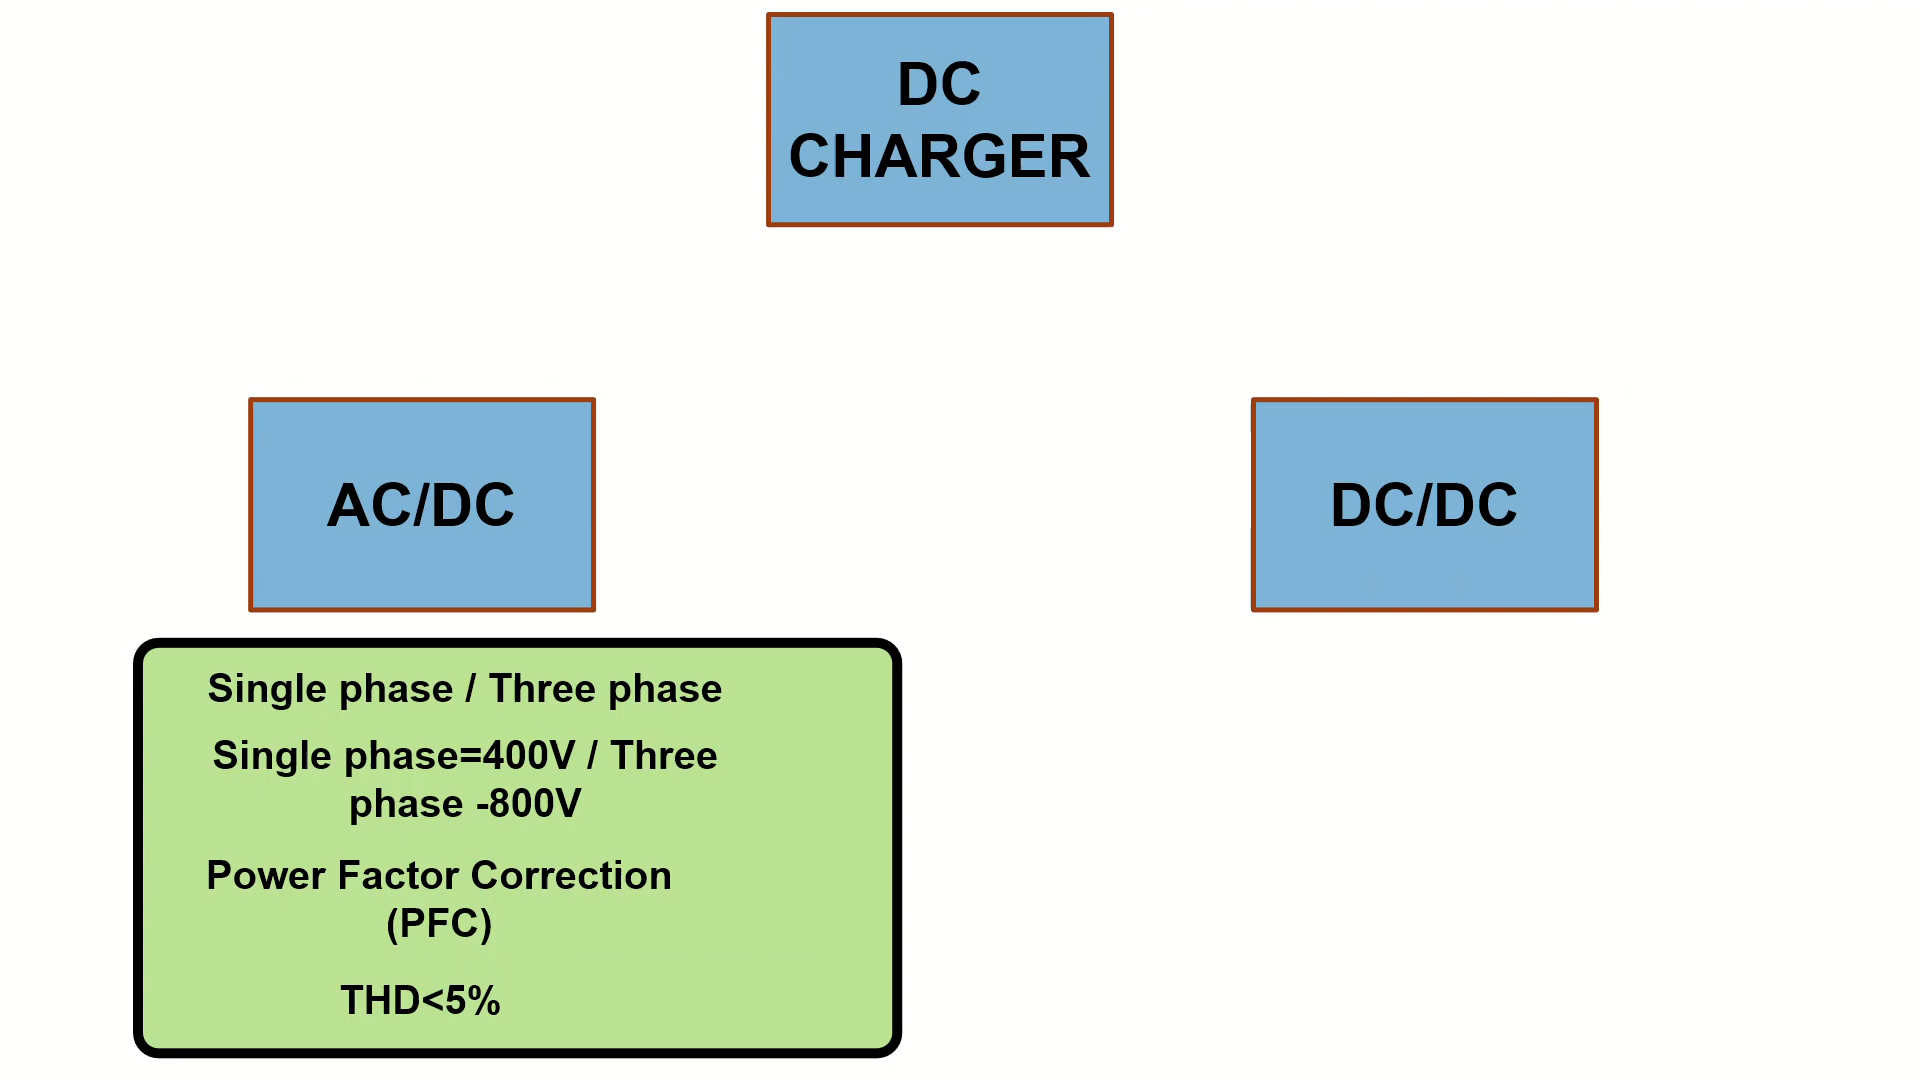 DC
CHARGER
AC/DC
DC/DC
Single phase / Three phase
Single phase=400V / Three
phase -800V
Power Factor Correction
(PFC)
THD<5%